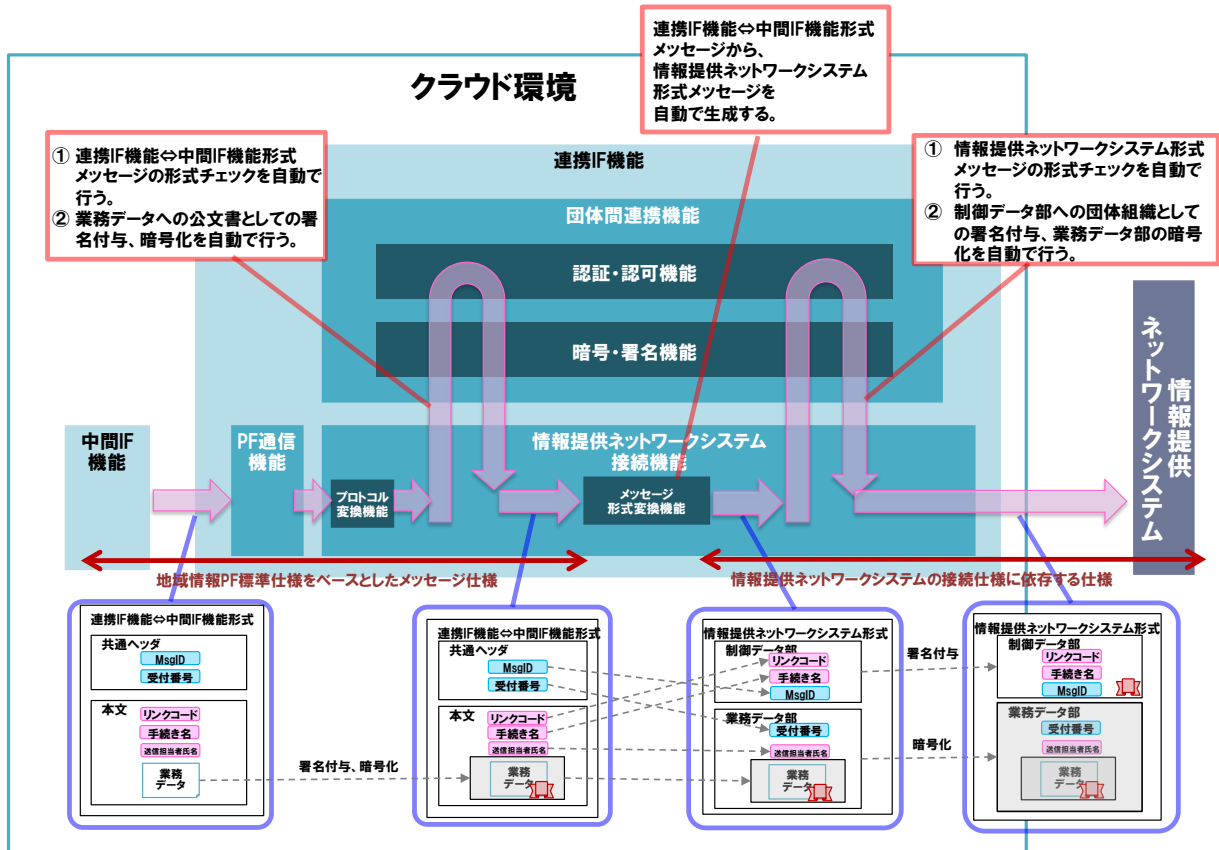 クラウド環境
連携IF機能⇔中間IF機能形式
メッセージから、
情報提供ネットワークシステム
形式メッセージを
自動で生成する。
① 連携IF機能⇔中間IF機能形式
メッセージの形式チェックを自動で
行う。
② 業務データへの公文書としての署
名付与、暗号化を自動で行う。
① 情報提供ネットワークシステム形式
メッセージの形式チェックを自動で
行う。
② 制御データ部への団体組織として
の署名付与、業務データ部の暗号
化を自動で行う。
連携IF機能
団体間連携機能
認証・認可機能
暗号・署名機能
中間IF
機能
PF通信
機能
情報提供ネットワークシステム
接続機能
プロトコル
変換機能
メッセージ
形式変換機能
情報提供
ネットワークシステム
地域情報PF標準仕様をベースとしたメッセージ仕様
情報提供ネットワークシステムの接続仕様に依存する仕様
連携IF機能⇔中間IF機能形式
共通ヘッダ
MsgID
受付番号
本文
リンクコード
手続き名
送信担当者氏名
業務
データ
署名付与、暗号化
連携IF機能⇔中間IF機能形式
共通ヘッダ
MsgID
受付番号
本文
リンクコード
手続き名
送信担当者氏名
業務
データ
情報提供ネットワークシステム形式
制御データ部
リンクコード
手続き名
MsgID
業務データ部
受付番号
送信担当者氏名
業務
データ
署名付与
暗号化
情報提供ネットワークシステム形式
制御データ部
リンクコード
手続き名
MsgID
業務データ部
受付番号
送信担当者氏名
業務
データ